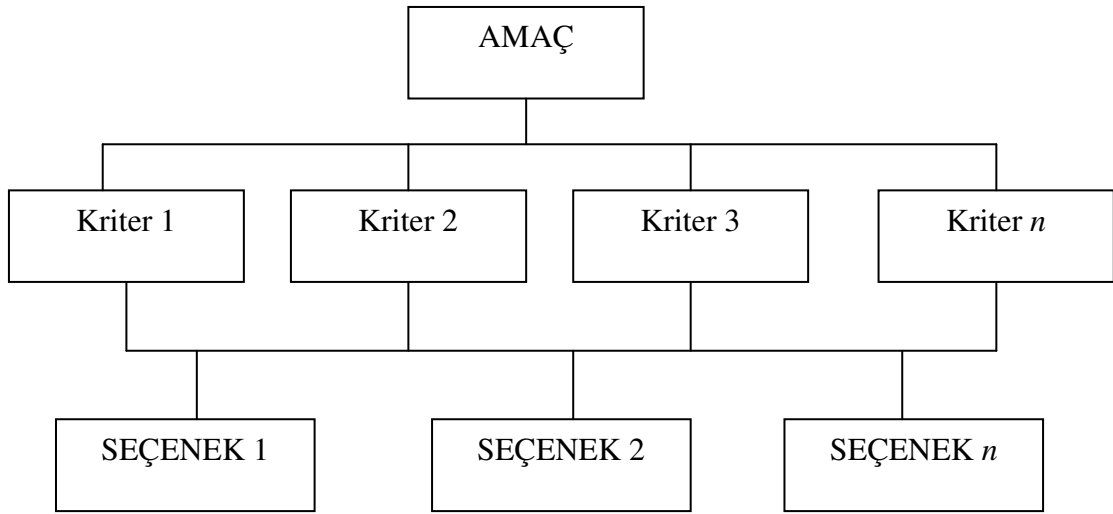 AMAÇ
Kriter 1
Kriter 2
Kriter 3
Kriter n
SEÇENEK 1
SEÇENEK 2
SEÇENEK n